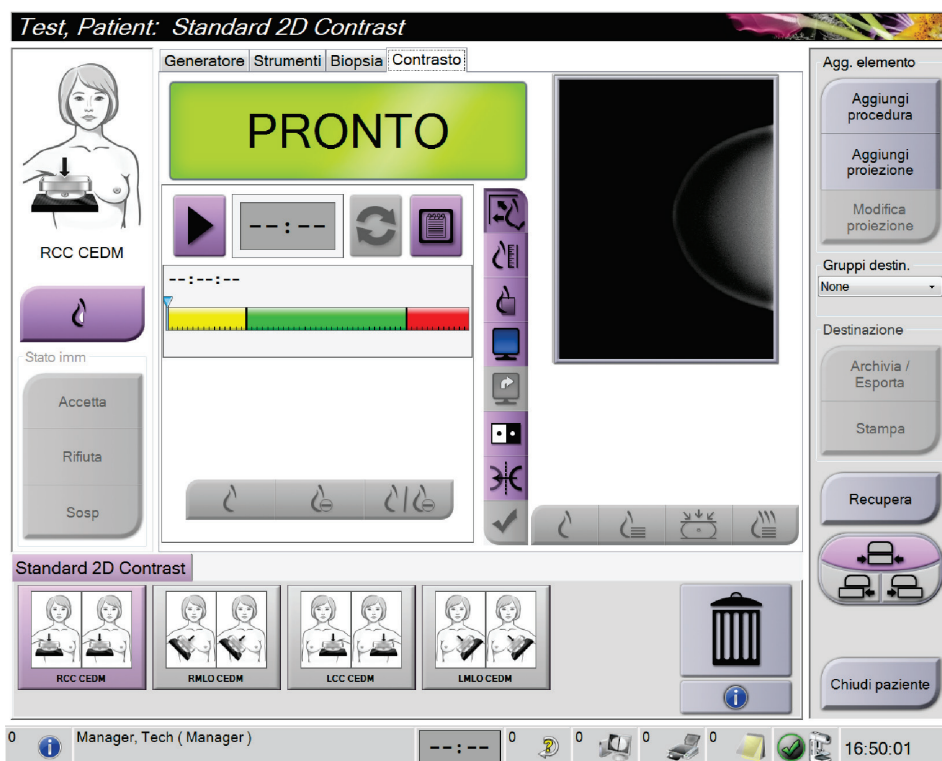 Test, Patient: Standard 2D Contrast
RCC CEDM
Stato imm
Accetta
Rifiuta
Sosp
Generatore Strumenti Biopsia Contrasto
PRONTO
--:--
--:--:--
Agg. elemento
Aggiungi
procedura
Aggiungi
proiezione
Modifica
proiezione
Gruppi destin.
None
Destinazione
Archivia /
Esporta
Stampa
Recupera
Chiudi paziente
Standard 2D Contrast
RCC CEDM
RMLO CEDM
LCC CEDM
LMLO CEDM
0 Manager, Tech ( Manager ) --:-- 0 0 0 0 16:50:01